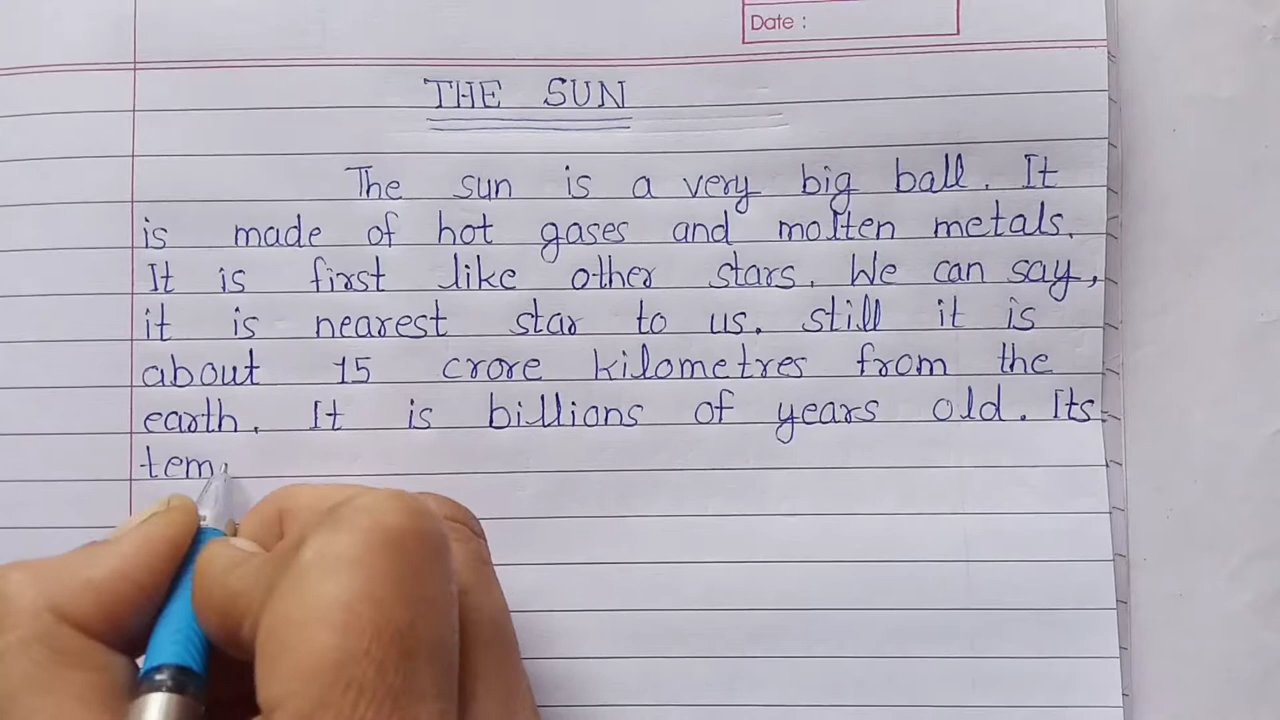 Date :
THE SUN
The sun is a very big ball. It
is made of hot gases and molten metals.
It is first like other stars. We can say,
it is nearest star to us. still it is
about 15 crore kilometres from the
earth. It is billions of years old. Its
tem